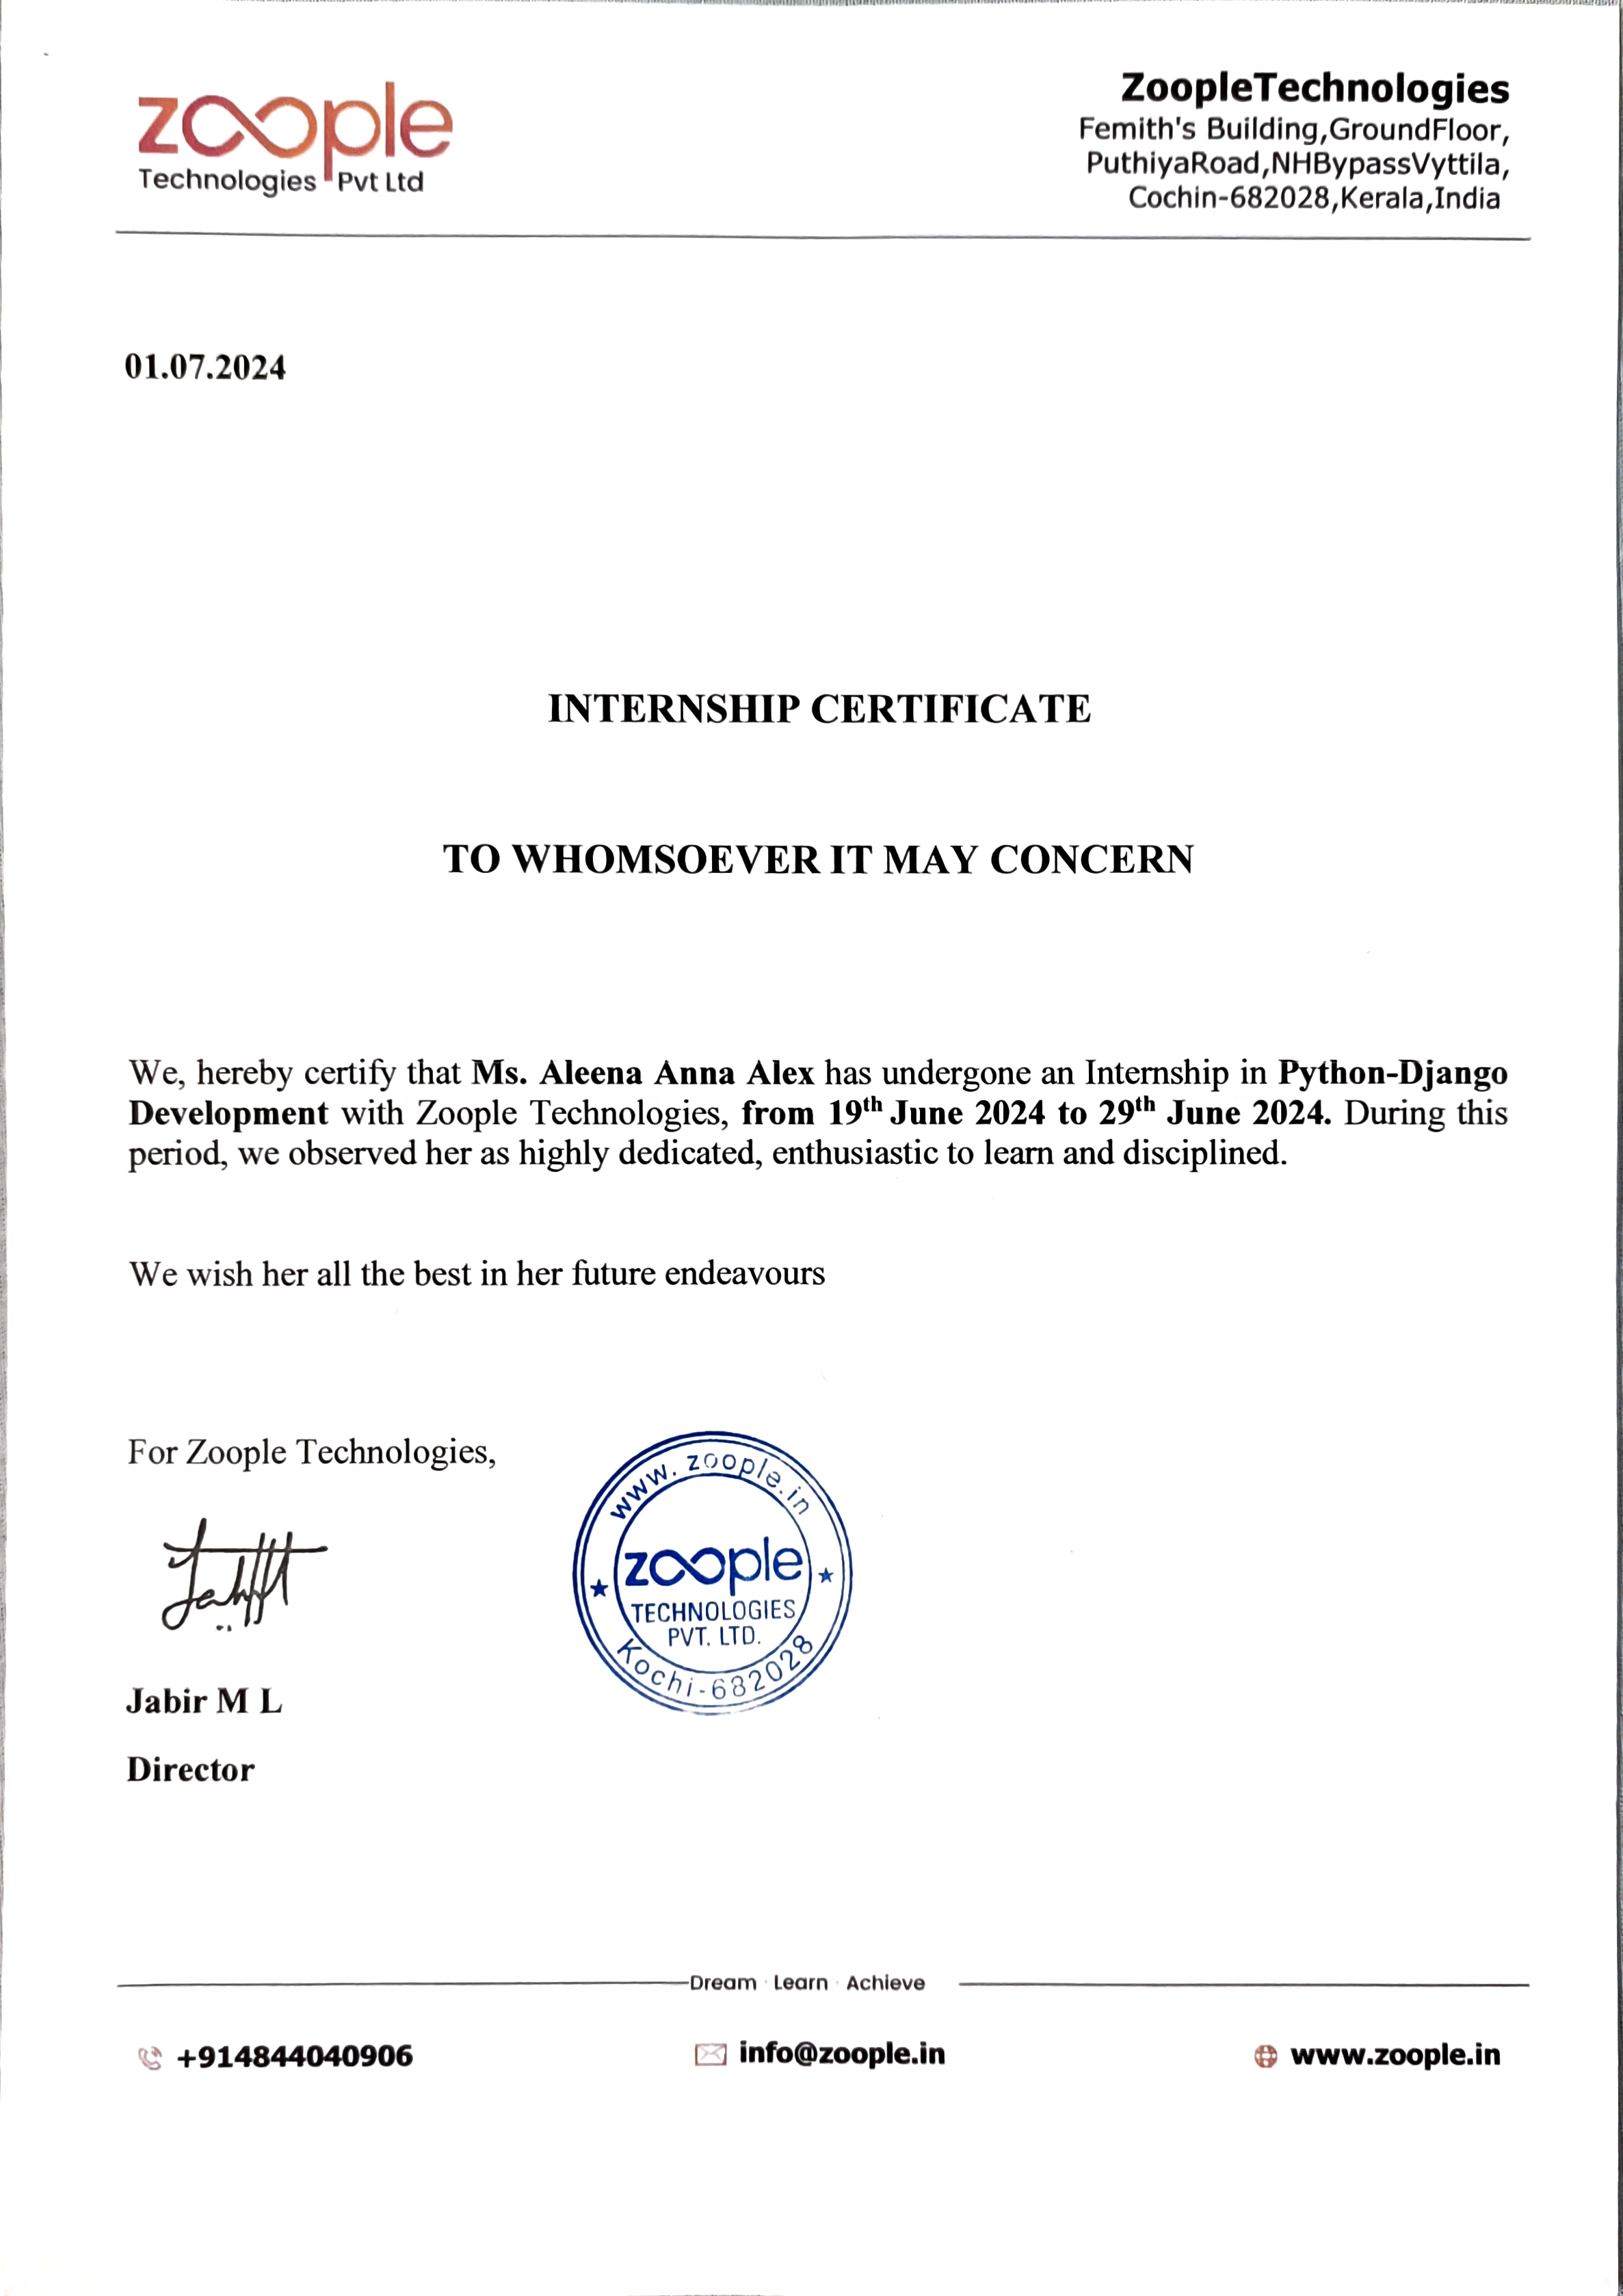 zoople
Technologies Pvt Ltd
ZoopleTechnologies
Femith's Building,GroundFloor,
PuthiyaRoad,NHBypassVyttila,
Cochin-682028,Kerala,India
01.07.2024
INTERNSHIP CERTIFICATE
TO WHOMSOEVER IT MAY CONCERN
We, hereby certify that Ms. Aleena Anna Alex has undergone an Internship in Python-Django
Development with Zoople Technologies, from 19th June 2024 to 29th June 2024. During this
period, we observed her as highly dedicated, enthusiastic to learn and disciplined.
We wish her all the best in her future endeavours
For Zoople Technologies,
www.zoople.in
zoople
TECHNOLOGIES
PVT. LTD.
Kochi-682028
Jabir M L
Director
Dream · Learn · Achieve
+914844040906
info@zoople.in
www.zoople.in